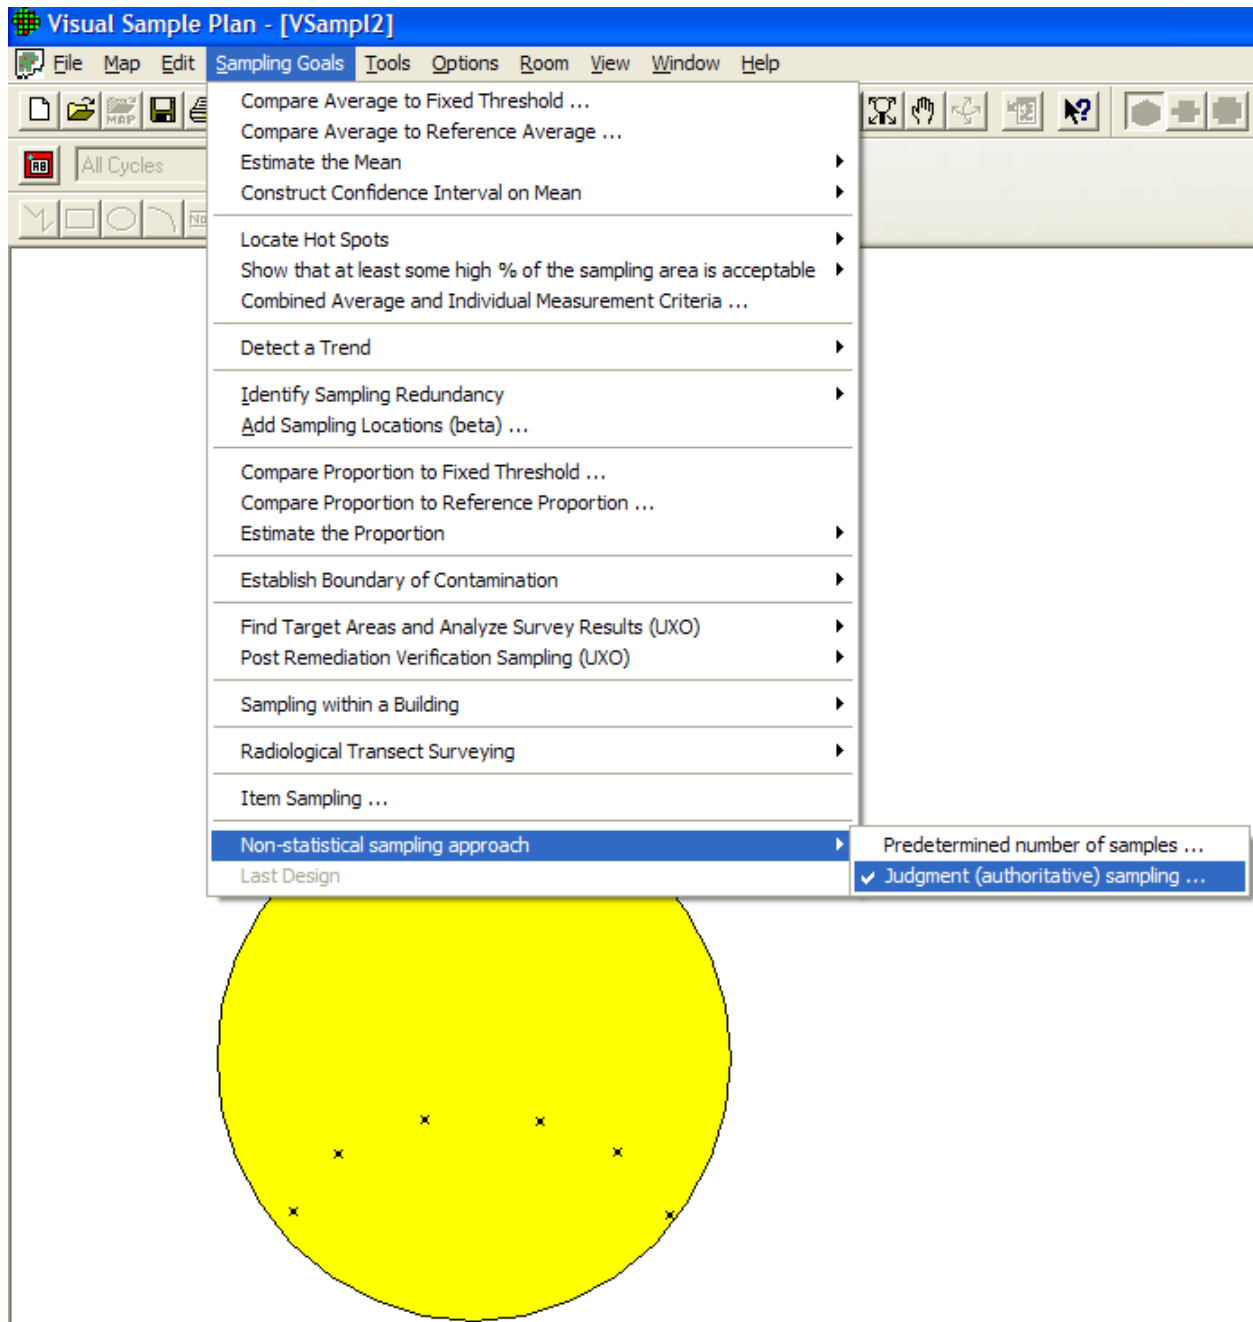 Visual Sample Plan - [VSampl2]
File Map Edit Sampling Goals Tools Options Room View Window Help
Compare Average to Fixed Threshold ...
MAP
Compare Average to Reference Average ...
RB All Cycles
Estimate the Mean
Construct Confidence Interval on Mean
Locate Hot Spots
Show that at least some high % of the sampling area is acceptable
Combined Average and Individual Measurement Criteria ...
Detect a Trend
Identify Sampling Redundancy
Add Sampling Locations (beta) ...
Compare Proportion to Fixed Threshold ...
Compare Proportion to Reference Proportion ...
Estimate the Proportion
Establish Boundary of Contamination
Find Target Areas and Analyze Survey Results (UXO)
Post Remediation Verification Sampling (UXO)
Sampling within a Building
Radiological Transect Surveying
Item Sampling ...
Non-statistical sampling approach
Predetermined number of samples ...
Last Design
Judgment (authoritative) sampling ...